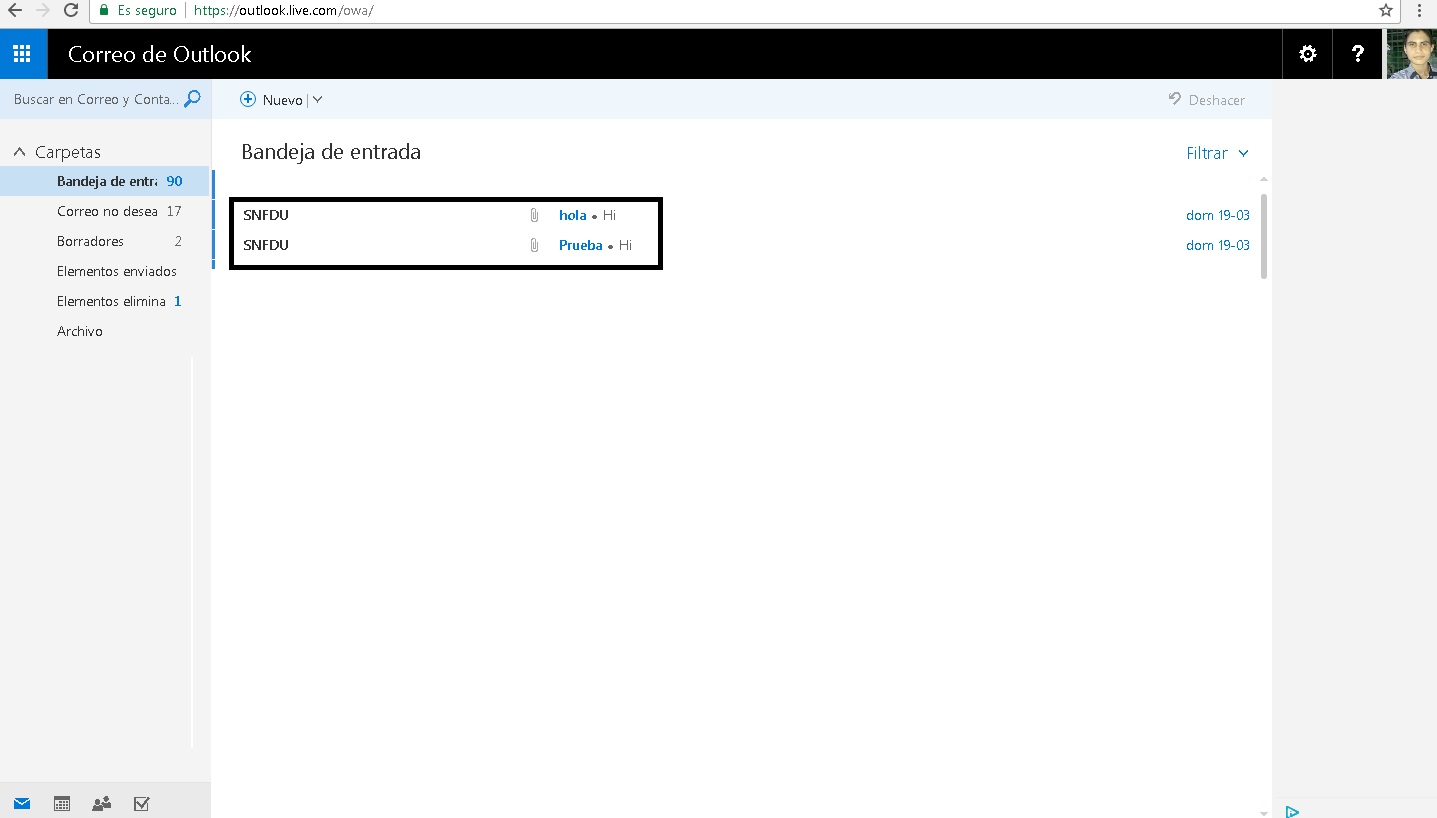 Es seguro https://outlook.live.com/owa/
Correo de Outlook ?
Buscar en Correo y Conta... Nuevo Deshacer
Carpetas
Bandeja de entra 90
Correo no desea 17
Borradores 2
Elementos enviados
Elementos elimina 1
Archivo
Bandeja de entrada Filtrar
SNFDU hola • Hi dom 19-03
SNFDU Prueba • Hi dom 19-03